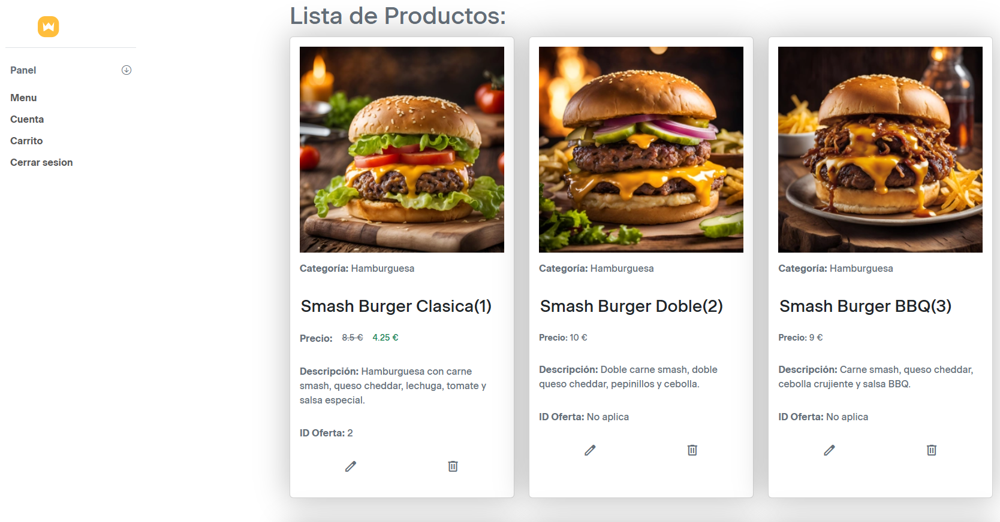 Lista de Productos:
Panel
Menu
Cuenta
Carrito
Cerrar sesion
Categoría: Hamburguesa
Smash Burger Clasica(1)
Precio: 8.5 € 4.25 €
Descripción: Hamburguesa con carne
smash, queso cheddar, lechuga, tomate y
salsa especial.
ID Oferta: 2
Categoría: Hamburguesa
Smash Burger Doble(2)
Precio: 10 €
Descripción: Doble carne smash, doble
queso cheddar, pepinillos y cebolla.
ID Oferta: No aplica
Categoría: Hamburguesa
Smash Burger BBQ(3)
Precio: 9 €
Descripción: Carne smash, queso cheddar,
cebolla crujiente y salsa BBQ.
ID Oferta: No aplica